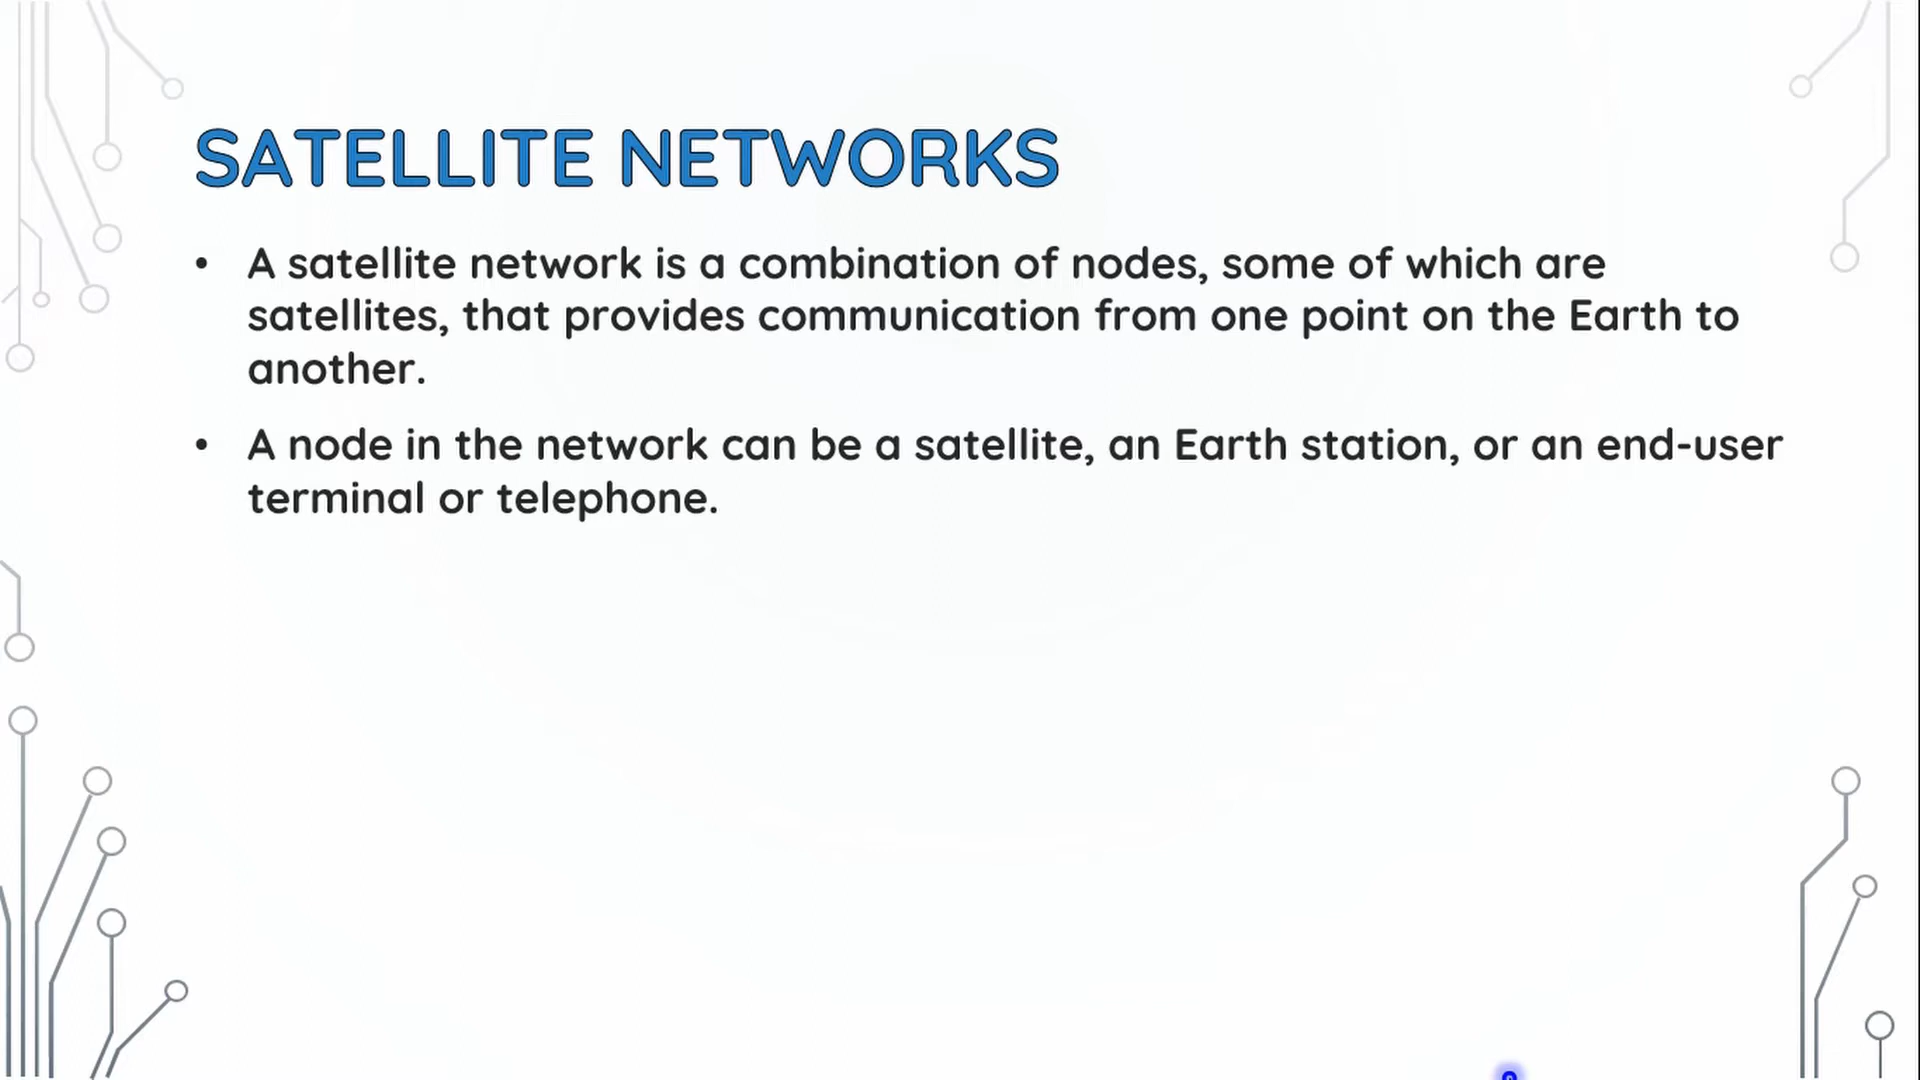 SATELLITE NETWORKS
• A satellite network is a combination of nodes, some of which are
satellites, that provides communication from one point on the Earth to
another.
• A node in the network can be a satellite, an Earth station, or an end-user
terminal or telephone.